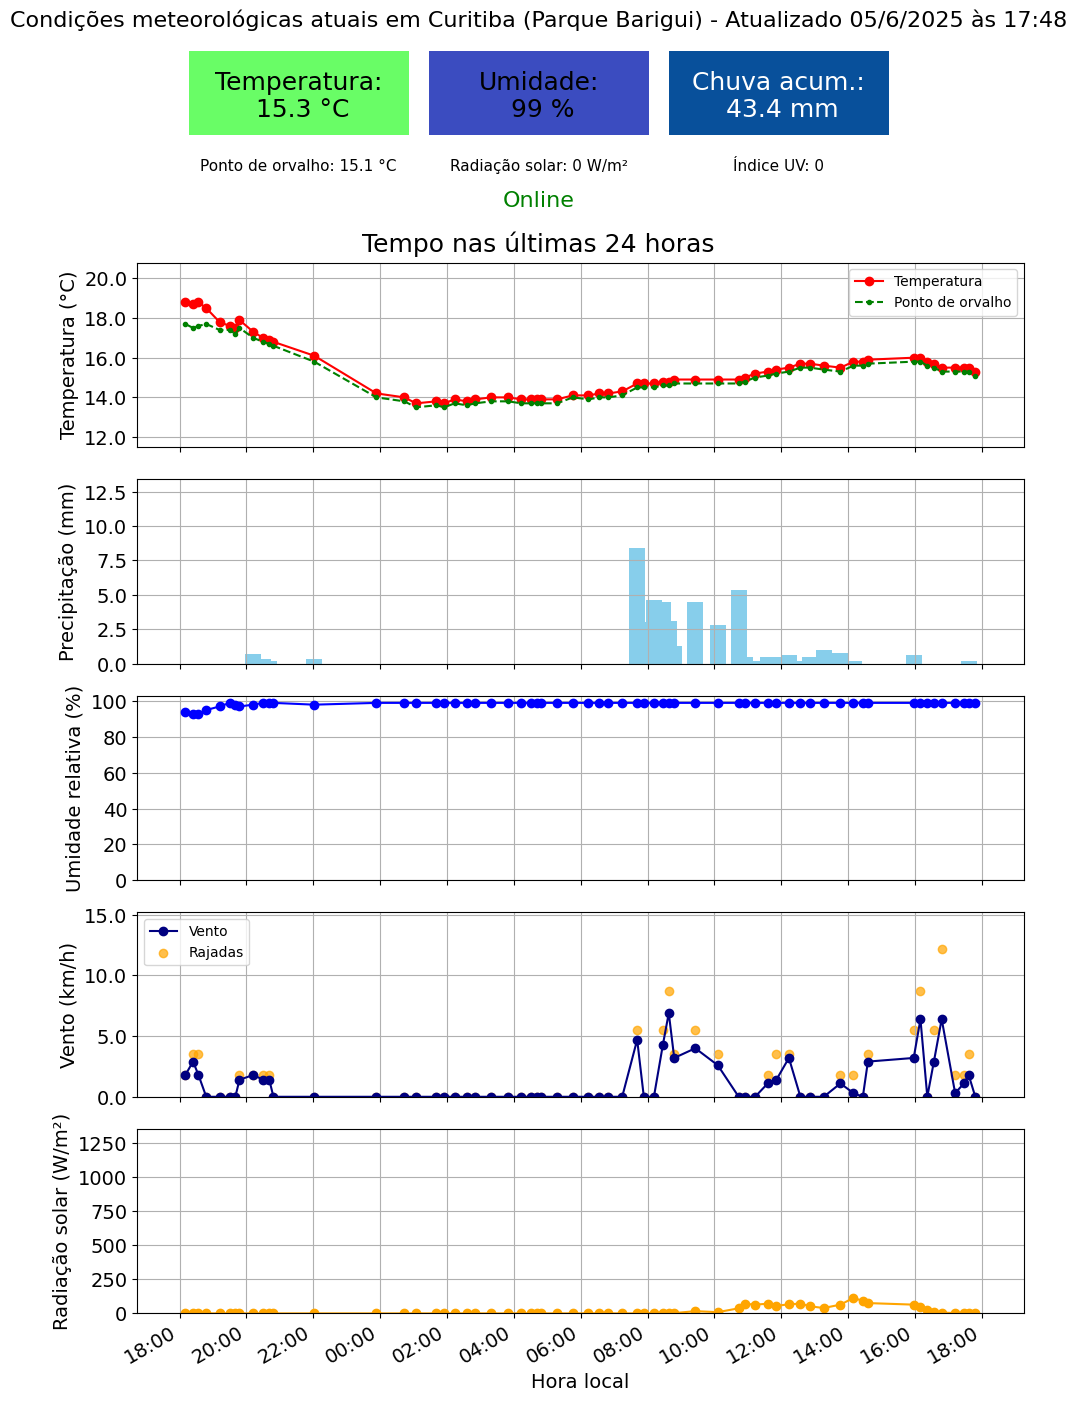 Condições meteorológicas atuais em Curitiba (Parque Barigui) - Atualizado 05/6/2025 às 17:48
Temperatura:
15.3 °C
Umidade:
99 %
Chuva acum.:
43.4 mm
Ponto de orvalho: 15.1 °C
Radiação solar: 0 W/m²
Índice UV: 0
Online
Tempo nas últimas 24 horas
Temperatura (°C)
20.0
18.0
16.0
14.0
12.0
Temperatura
Ponto de orvalho
Precipitação (mm)
12.5
10.0
7.5
5.0
2.5
0.0
Umidade relativa (%)
100
80
60
40
20
0
Vento (km/h)
15.0
10.0
5.0
0.0
Vento
Rajadas
Radiação solar (W/m²)
1250
1000
750
500
250
0
18:00
20:00
22:00
00:00
02:00
04:00
06:00
08:00
10:00
12:00
14:00
16:00
18:00
Hora local